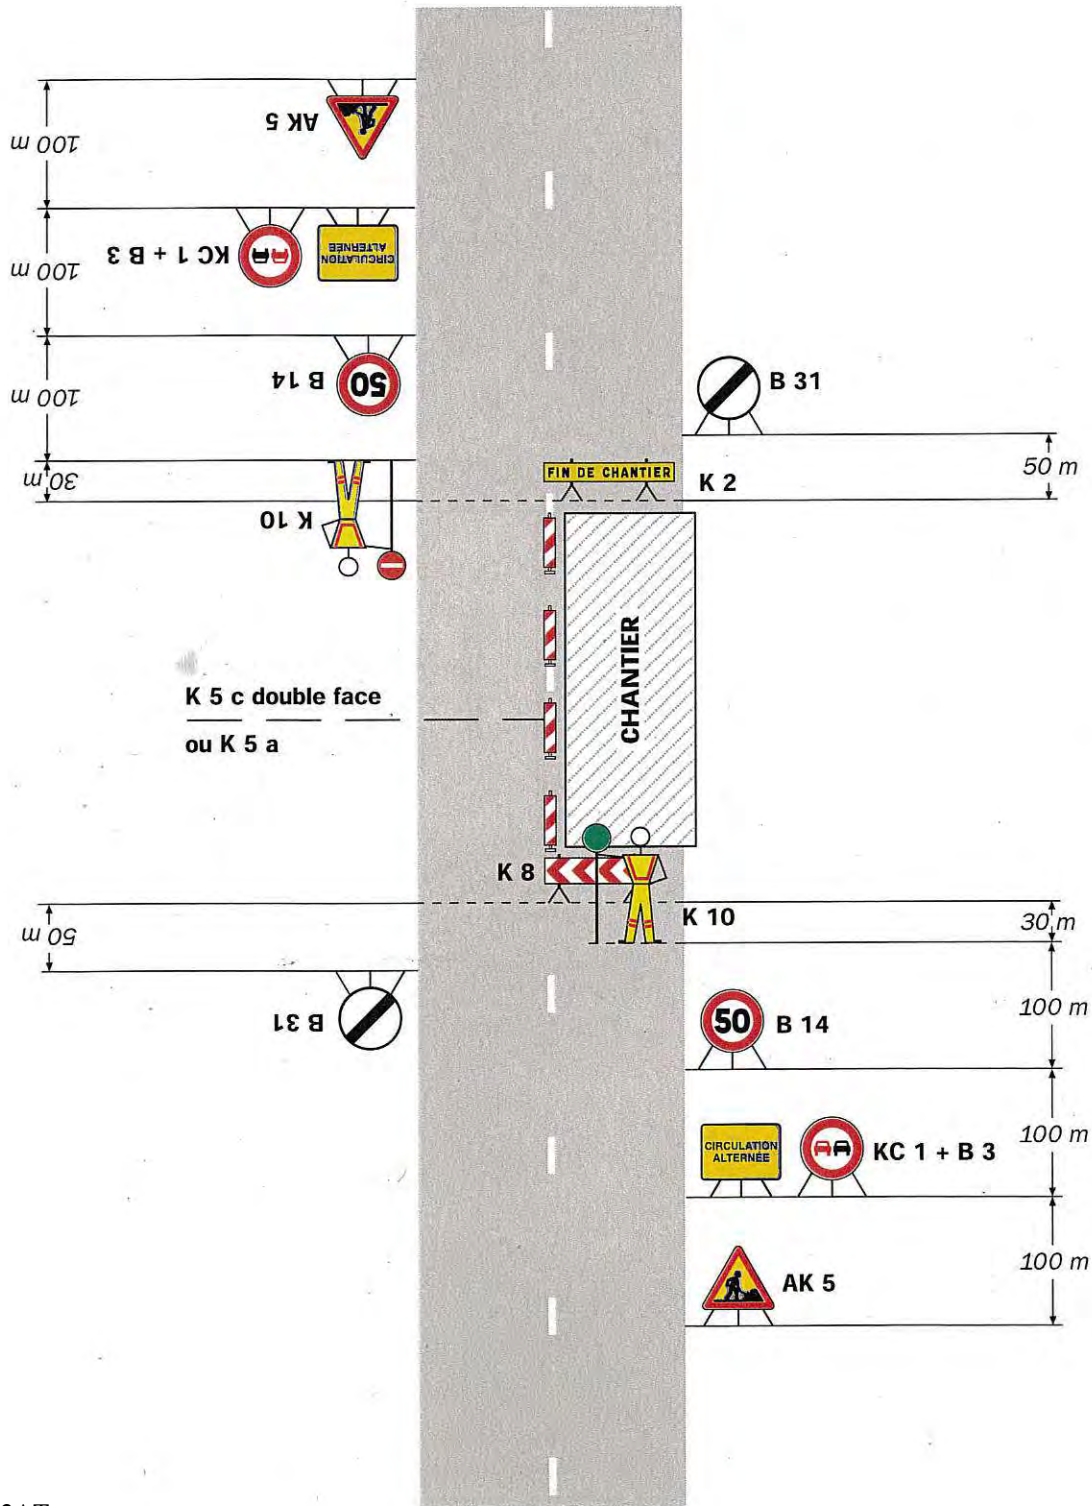 AK 5
100 m
KC 1 + B 3
CIRCULATION
ALTERNÉE
100 m
B 14
50
100 m
B 31
FIN DE CHANTIER
K 2
50 m
30 m
K 10
CHANTIER
K 5 c double face
ou K 5 a
K 8
K 10
30 m
50 m
B 31
50
B 14
100 m
CIRCULATION
ALTERNÉE
KC 1 + B 3
100 m
AK 5
100 m